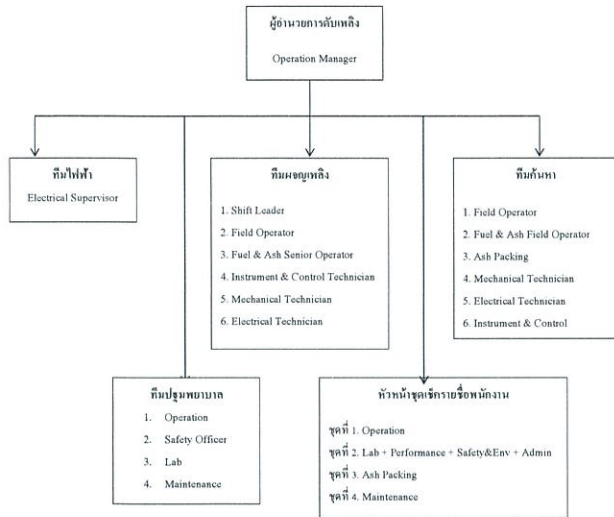 ผู้อำนวยการดับเพลิง
Operation Manager
ทีมไฟฟ้า
Electrical Supervisor
ทีมผจญเพลิง
1. Shift Leader
2. Field Operator
3. Fuel & Ash Senior Operator
4. Instrument & Control Technician
5. Mechanical Technician
6. Electrical Technician
ทีมค้นหา
1. Field Operator
2. Fuel & Ash Field Operator
3. Ash Packing
4. Mechanical Technician
5. Electrical Technician
6. Instrument & Control
ทีมปฐมพยาบาล
1. Operation
2. Safety Officer
3. Lab
4. Maintenance
หัวหน้าชุดเช็ครายชื่อพนักงาน
ชุดที่ 1. Operation
ชุดที่ 2. Lab + Performance + Safety&Env + Admin
ชุดที่ 3. Ash Packing
ชุดที่ 4. Maintenance